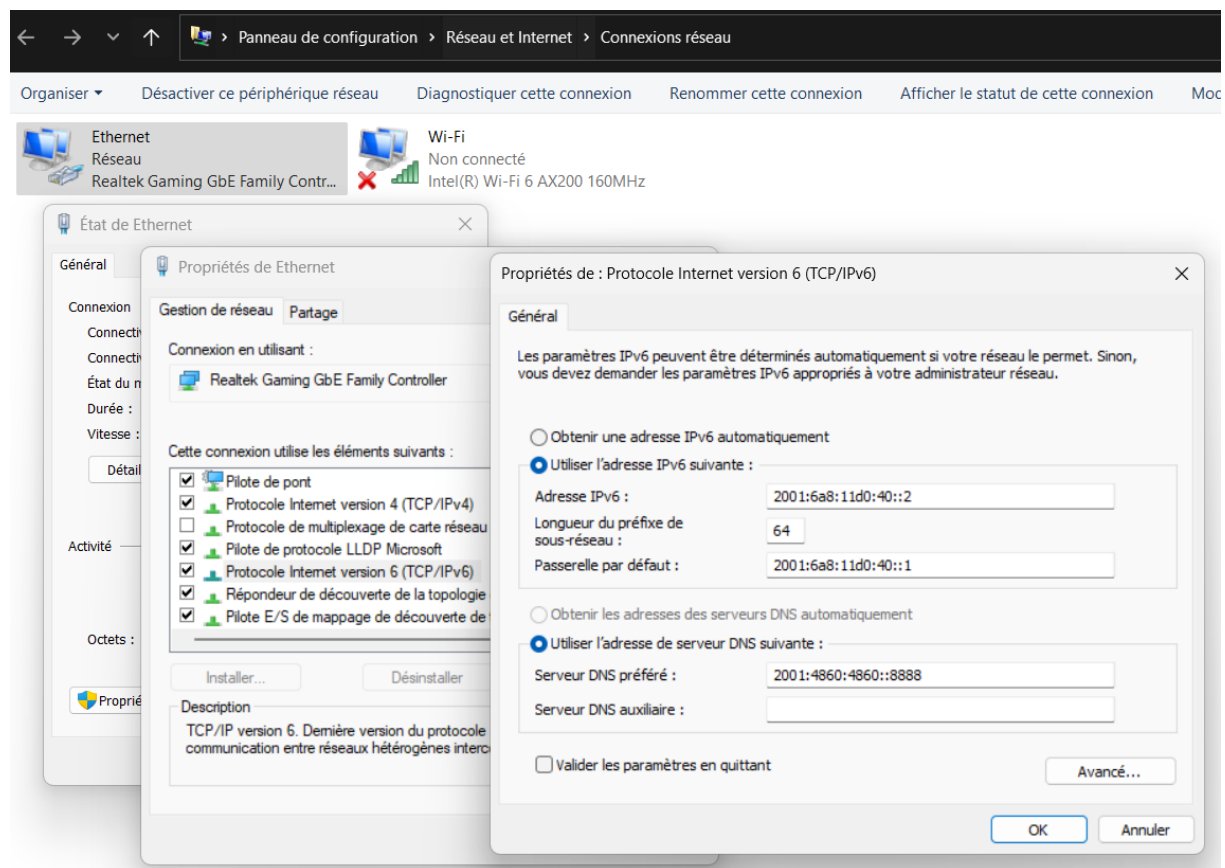 Panneau de configuration > Réseau et Internet > Connexions réseau
Organiser Désactiver ce périphérique réseau Diagnostiquer cette connexion Renommer cette connexion Afficher le statut de cette connexion
Ethernet
Réseau
Realtek Gaming GbE Family Contr...
Wi-Fi
Non connecté
Intel(R) Wi-Fi 6 AX200 160MHz
État de Ethernet
Général
Connexion
État du
Durée :
Vitesse :
Activité
Octets :
Propriétés de Ethernet
Gestion de réseau Partage
Connexion en utilisant :
Realtek Gaming GbE Family Controller
Cette connexion utilise les éléments suivants :
Pilote de pont
Protocole Internet version 4 (TCP/IPv4)
Protocole de multiplexage de carte réseau
Pilote de protocole LLDP Microsoft
Protocole Internet version 6 (TCP/IPv6)
Répondeur de découverte de la topologie
Pilote E/S de mappage de découverte de
Installer... Désinstaller
Description
TCP/IP version 6. Dernière version du protocole
communication entre réseaux hétérogènes
Propriétés de : Protocole Internet version 6 (TCP/IPv6)
Général
Les paramètres IPv6 peuvent être déterminés automatiquement si votre réseau le permet. Sinon,
vous devez demander les paramètres IPv6 appropriés à votre administrateur réseau.
Obtenir une adresse IPv6 automatiquement
Utiliser l'adresse IPv6 suivante :
Adresse IPv6 : 2001:6a8:11d0:40::2
Longueur du préfixe de
sous-réseau : 64
Passerelle par défaut : 2001:6a8:11d0:40::1
Obtenir les adresses des serveurs DNS automatiquement
Utiliser l'adresse de serveur DNS suivante :
Serveur DNS préféré : 2001:4860:4860::8888
Serveur DNS auxiliaire :
Valider les paramètres en quittant
Avancé...
OK Annuler